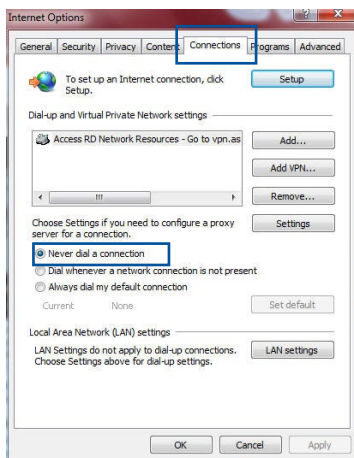 Internet Options
General Security Privacy Content Connections Programs Advanced
To set up an Internet connection, click Setup.
Setup
Dial-up and Virtual Private Network settings
Access RD Network Resources - Go to vpn.as
Add...
Add VPN...
Remove...
Choose Settings if you need to configure a proxy
server for a connection.
Settings
Never dial a connection
Dial whenever a network connection is not present
Always dial my default connection
Current None
Set default
Local Area Network (LAN) settings
LAN Settings do not apply to dial-up connections.
Choose Settings above for dial-up settings.
LAN settings
OK Cancel Apply